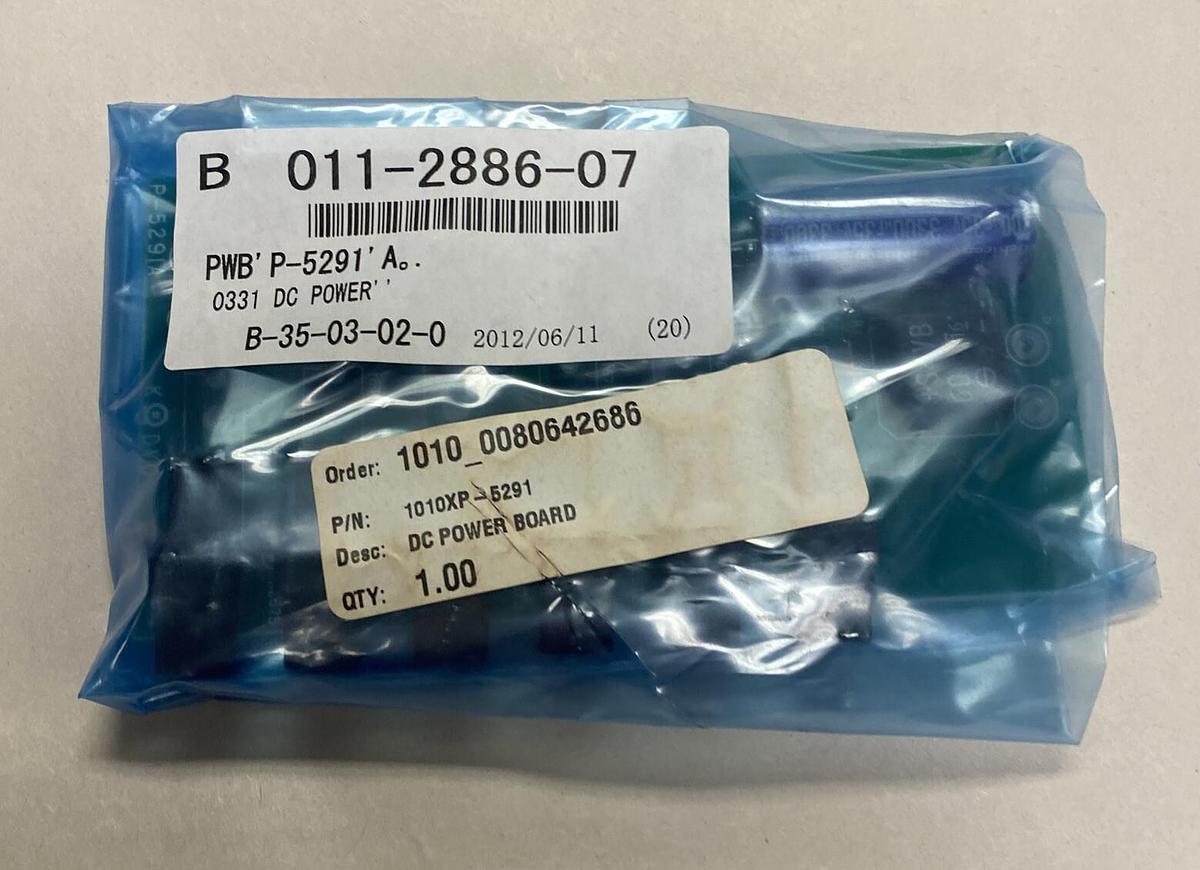 B 011-2886-07
PWB'P-5291'A。.
0331 DC POWER''
B-35-03-02-0 2012/06/11 (20)
Order: 1010_0080642686
P/N: 1010XP-5291
Desc: DC POWER BOARD
QTY: 1.00
P-5291A